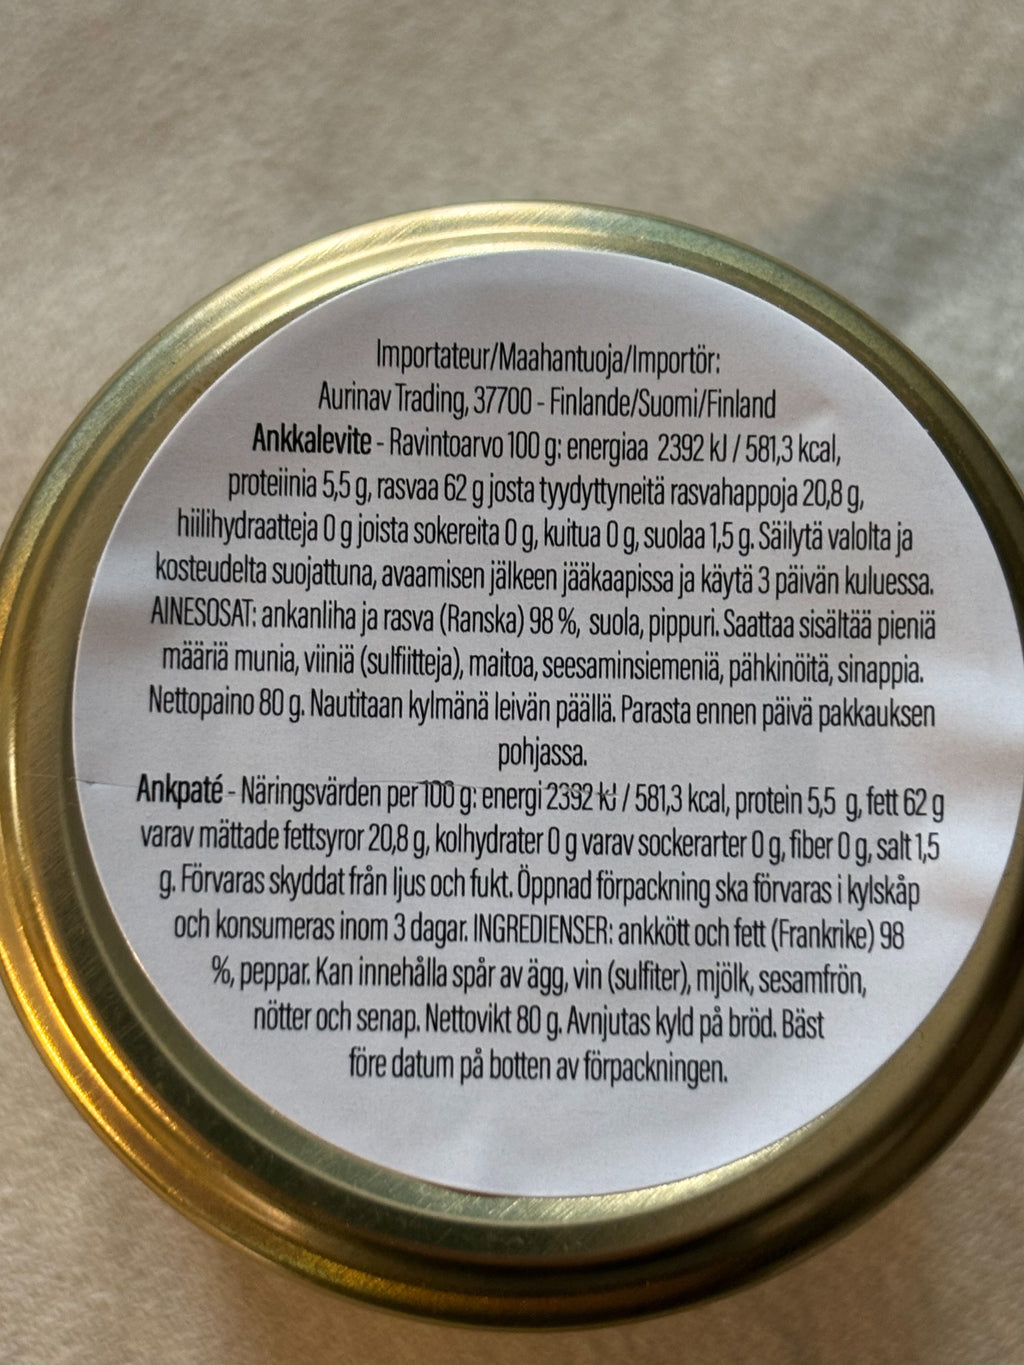 Importateur/Maahantuoja/Importör:
Aurinav Trading, 37700 - Finlande/Suomi/Finland
Ankkalevite - Ravintoarvo 100 g: energiaa 2392 kJ / 581,3 kcal,
proteiinia 5,5 g, rasvaa 62 g josta tyydyttyneitä rasvahappoja 20,8 g,
hiilihydraatteja 0 g joista sokereita 0 g, kuitua 0 g, suolaa 1,5 g. Säilytä valolta ja
kosteudelta suojattuna, avaamisen jälkeen jääkaapissa ja käytä 3 päivän kuluessa.
AINESOSAT: ankanliha ja rasva (Ranska) 98 %, suola, pippuri. Saattaa sisältää pieniä
määriä munia, viiniä (sulfiitteja), maitoa, seesaminsiemeniä, pähkinöitä, sinappia.
Nettopaino 80 g. Nautitaan kylmänä leivän päällä. Parasta ennen päivä pakkauksen
pohjassa.
Ankpaté - Näringsvärden per 100 g: energi 2392 kJ / 581,3 kcal, protein 5,5 g, fett 62 g
varav mättade fettsyror 20,8 g, kolhydrater 0 g varav sockerarter 0 g, fiber 0 g, salt 1,5
g. Förvaras skyddat från ljus och fukt. Öppnad förpackning ska förvaras i kylskåp
och konsumeras inom 3 dagar. INGREDIENSER: ankkött och fett (Frankrike) 98
%, peppar. Kan innehålla spår av ägg, vin (sulfiter), mjölk, sesamfrön,
nötter och senap. Nettovikt 80 g. Avnjutas kyld på bröd. Bäst
före datum på botten av förpackningen.